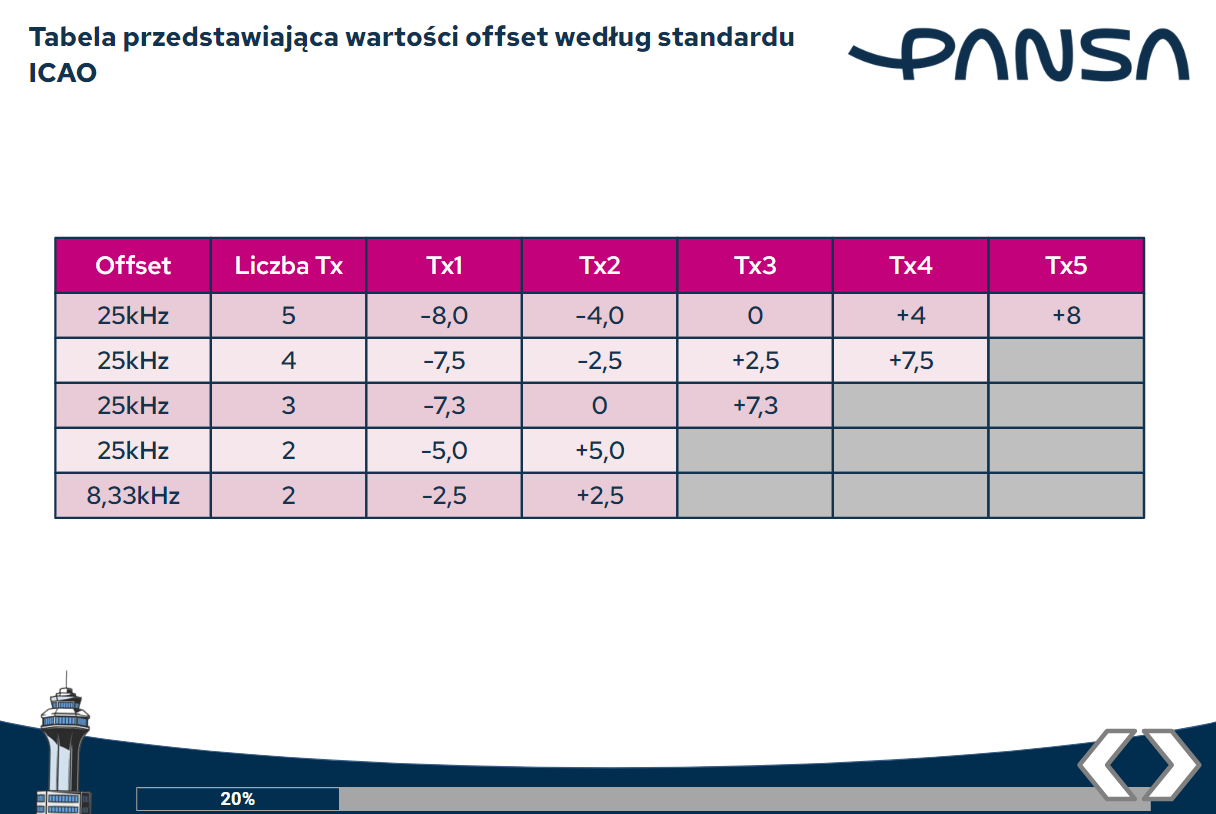 Tabela przedstawiająca wartości offset według standardu
ICAO
PANSA
Offset Liczba Tx Tx1 Tx2 Tx3 Tx4 Tx5
25kHz 5 -8,0 -4,0 0 +4 +8
25kHz 4 -7,5 -2,5 +2,5 +7,5
25kHz 3 -7,3 0 +7,3
25kHz 2 -5,0 +5,0
8,33kHz 2 -2,5 +2,5
20%